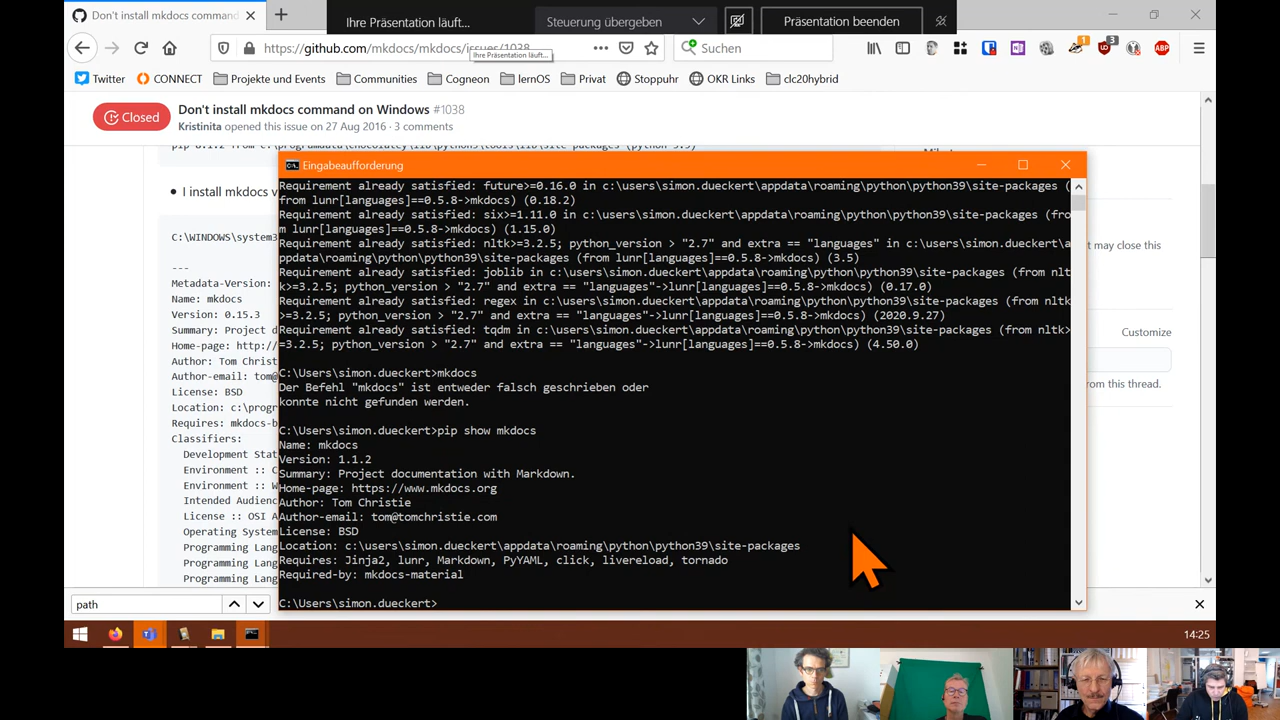 Don't install mkdocs command
Ihre Präsentation läuft...
Steuerung übergeben
Präsentation beenden
https://github.com/mkdocs/mkdocs/issues/1038
Ihre Präsentation läuft...
Suchen
Twitter
CONNECT
Projekte und Events
Communities
Cogneon
lernOS
Privat
Stoppuhr
OKR Links
clc20hybrid
Closed
Don't install mkdocs command on Windows #1038
Kristinita opened this issue on 27 Aug 2016 · 3 comments
I install mkdocs v
C:\WINDOWS\system3
---
Metadata-Version:
Name: mkdocs
Version: 0.15.3
Summary: Project d
Home-page: http:/
Author: Tom Christ
Author-email: tom@
License: BSD
Location: c:\progr
Requires: mkdocs-b
Classifiers:
Development Stat
Environment :: C
Environment :: W
Intended Audienc
License :: OSI A
Operating System
Programming Lang
Programming Lang
Programming Lang
Eingabeaufforderung
Requirement already satisfied: future>=0.16.0 in c:\users\simon.dueckert\appdata\roaming\python\python39\site-packages (
from lunr[languages]==0.5.8->mkdocs) (0.18.2)
Requirement already satisfied: six>=1.11.0 in c:\users\simon.dueckert\appdata\roaming\python\python39\site-packages (fro
m lunr[languages]==0.5.8->mkdocs) (1.15.0)
Requirement already satisfied: nltk>=3.2.5; python_version > "2.7" and extra == "languages" in c:\users\simon.dueckert\a
ppdata\roaming\python\python39\site-packages (from lunr[languages]==0.5.8->mkdocs) (3.5)
Requirement already satisfied: joblib in c:\users\simon.dueckert\appdata\roaming\python\python39\site-packages (from nlt
k>=3.2.5; python_version > "2.7" and extra == "languages"->lunr[languages]==0.5.8->mkdocs) (0.17.0)
Requirement already satisfied: regex in c:\users\simon.dueckert\appdata\roaming\python\python39\site-packages (from nltk
>=3.2.5; python_version > "2.7" and extra == "languages"->lunr[languages]==0.5.8->mkdocs) (2020.9.27)
Requirement already satisfied: tqdm in c:\users\simon.dueckert\appdata\roaming\python\python39\site-packages (from nltk>
=3.2.5; python_version > "2.7" and extra == "languages"->lunr[languages]==0.5.8->mkdocs) (4.50.0)
C:\Users\simon.dueckert>mkdocs
Der Befehl "mkdocs" ist entweder falsch geschrieben oder
konnte nicht gefunden werden.
C:\Users\simon.dueckert>pip show mkdocs
Name: mkdocs
Version: 1.1.2
Summary: Project documentation with Markdown.
Home-page: https://www.mkdocs.org
Author: Tom Christie
Author-email: tom@tomchristie.com
License: BSD
Location: c:\users\simon.dueckert\appdata\roaming\python\python39\site-packages
Requires: Jinja2, lunr, Markdown, PyYAML, click, livereload, tornado
Required-by: mkdocs-material
C:\Users\simon.dueckert>
t may close this
Customize
rom this thread.
path
14:25